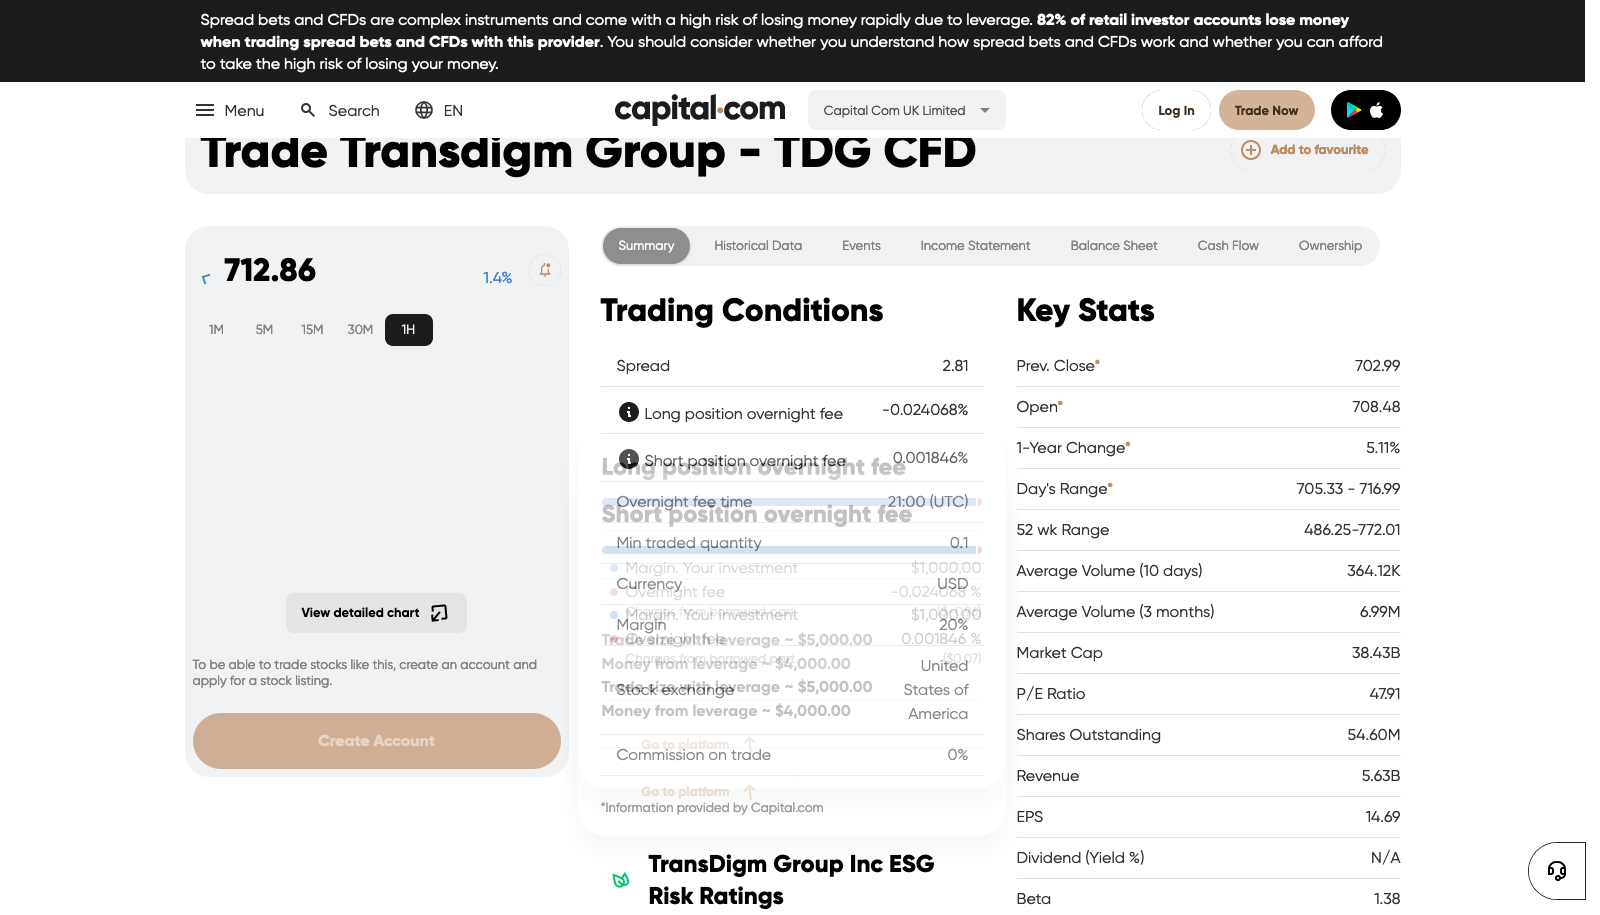 Spread bets and CFDs are complex instruments and come with a high risk of losing money rapidly due to leverage. 82% of retail investor accounts lose money
when trading spread bets and CFDs with this provider. You should consider whether you understand how spread bets and CFDs work and whether you can afford
to take the high risk of losing your money.
Menu
Search
EN
capital.com
Capital Com UK Limited
Log In
Trade Now
Trade Transdigm Group - TDG CFD
Add to favourite
712.86
1.4%
1M 5M 15M 30M 1H
View detailed chart
To be able to trade stocks like this, create an account and
apply for a stock listing.
Create Account
Summary Historical Data Events Income Statement Balance Sheet Cash Flow Ownership
Trading Conditions
Spread 2.81
Long position overnight fee -0.024068%
Short position overnight fee 0.001846%
Long position overnight fee
Overnight fee time 21:00 (UTC)
Short position overnight fee
Min traded quantity 0.1
Margin. Your investment $1,000.00
Currency USD
Overnight fee -0.024068 %
Margin. Your investment $1,000.00
Margin 20%
Overnight fee 0.001846 %
Trade size with leverage ~ $5,000.00
Charges from borrowed part ($0.07)
Money from leverage ~ $4,000.00
Trade size with leverage ~ $5,000.00
Stock exchange United
States of
America
Money from leverage ~ $4,000.00
Go to platform
Commission on trade 0%
Go to platform
*Information provided by Capital.com
TransDigm Group Inc ESG
Risk Ratings
Key Stats
Prev. Close* 702.99
Open* 708.48
1-Year Change* 5.11%
Day's Range* 705.33 - 716.99
52 wk Range 486.25-772.01
Average Volume (10 days) 364.12K
Average Volume (3 months) 6.99M
Market Cap 38.43B
P/E Ratio 47.91
Shares Outstanding 54.60M
Revenue 5.63B
EPS 14.69
Dividend (Yield %) N/A
Beta 1.38